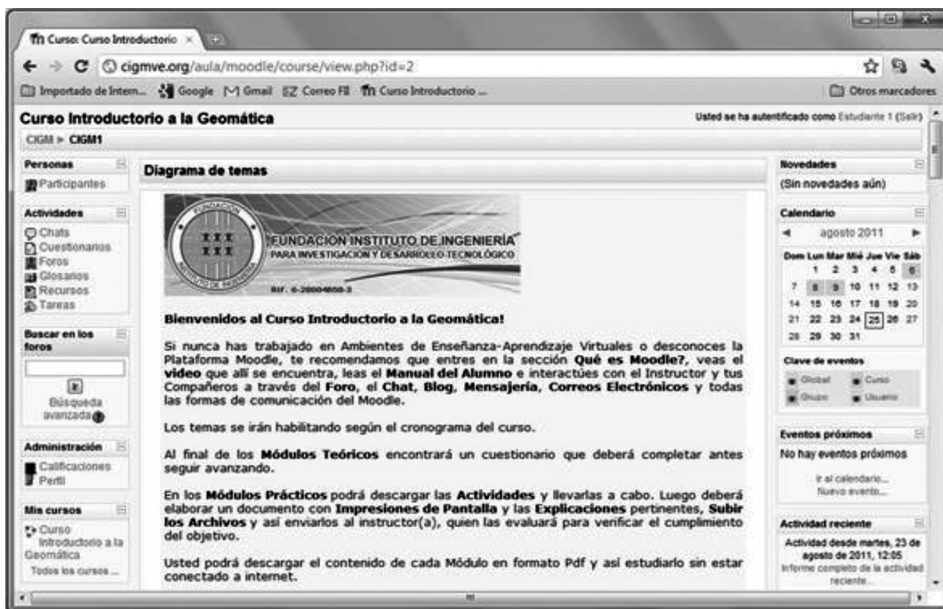 Curso: Curso Introductorio
cigmve.org/aula/moodle/course/view.php?id=2
Importado de Intern... Google Gmail Correo FII Curso Introductorio ... Otros marcadores
Curso Introductorio a la Geomática
Usted se ha autentificado como Estudiante 1 (Salir)
CIGM ► CIGM1
Personas
Participantes
Actividades
Chats
Cuestionarios
Foros
Glosarios
Recursos
Tareas
Buscar en los
foros
Búsqueda
avanzada
Administración
Calificaciones
Perfil
Mis cursos
Curso
Introductorio a la
Geomática
Todos los cursos ...
Diagrama de temas
FUNDACIÓN
INSTITUTO DE INGENIERÍA
FUNDACIÓN INSTITUTO DE INGENIERÍA
PARA INVESTIGACIÓN Y DESARROLLO TECNOLÓGICO
RIF.
Bienvenidos al Curso Introductorio a la Geomática!
Si nunca has trabajado en Ambientes de Enseñanza-Aprendizaje Virtuales o desconoces la
Plataforma Moodle, te recomendamos que entres en la sección Qué es Moodle?, veas el
video que allí se encuentra, leas el Manual del Alumno e interactúes con el Instructor y tus
Compañeros a través del Foro, el Chat, Blog, Mensajería, Correos Electrónicos y todas
las formas de comunicación del Moodle.
Los temas se irán habilitando según el cronograma del curso.
Al final de los Módulos Teóricos encontrará un cuestionario que deberá completar antes
seguir avanzando.
En los Módulos Prácticos podrá descargar las Actividades y llevarlas a cabo. Luego deberá
elaborar un documento con Impresiones de Pantalla y las Explicaciones pertinentes, Subir
los Archivos y así enviarlos al instructor(a), quien las evaluará para verificar el cumplimiento
del objetivo.
Usted podrá descargar el contenido de cada Módulo en formato Pdf y así estudiarlo sin estar
conectado a internet.
Novedades
(Sin novedades aún)
Calendario
◄ agosto 2011 ►
Dom Lun Mar Mié Jue Vie Sáb
1 2 3 4 5 6
7 8 9 10 11 12 13
14 15 16 17 18 19 20
21 22 23 24 25 26 27
28 29 30 31
Clave de eventos
Global Curso
Grupo Usuario
Eventos próximos
No hay eventos próximos
Ir al calendario...
Nuevo evento...
Actividad reciente
Actividad desde martes, 23 de
agosto de 2011, 12:05
Informe completo de la actividad
reciente...